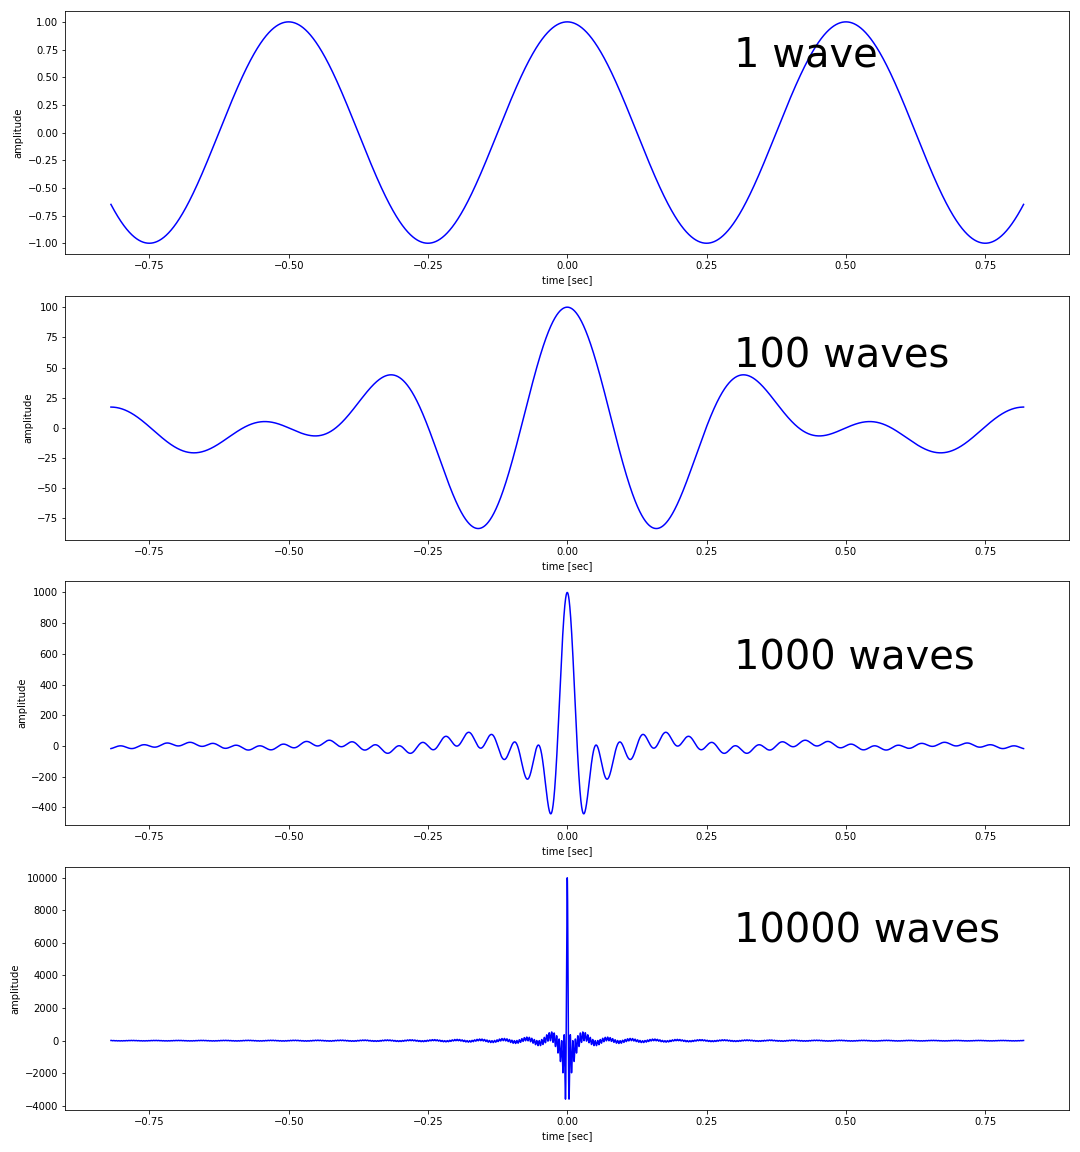 1.00
0.75
0.50
0.25
0.00
−0.25
−0.50
−0.75
−1.00
amplitude
1 wave
−0.75 −0.50 −0.25 0.00 0.25 0.50 0.75
time [sec]
100
75
50
25
0
−25
−50
−75
amplitude
100 waves
−0.75 −0.50 −0.25 0.00 0.25 0.50 0.75
time [sec]
1000
800
600
400
200
0
−200
−400
amplitude
1000 waves
−0.75 −0.50 −0.25 0.00 0.25 0.50 0.75
time [sec]
10000
8000
6000
4000
2000
0
−2000
−4000
amplitude
10000 waves
−0.75 −0.50 −0.25 0.00 0.25 0.50 0.75
time [sec]